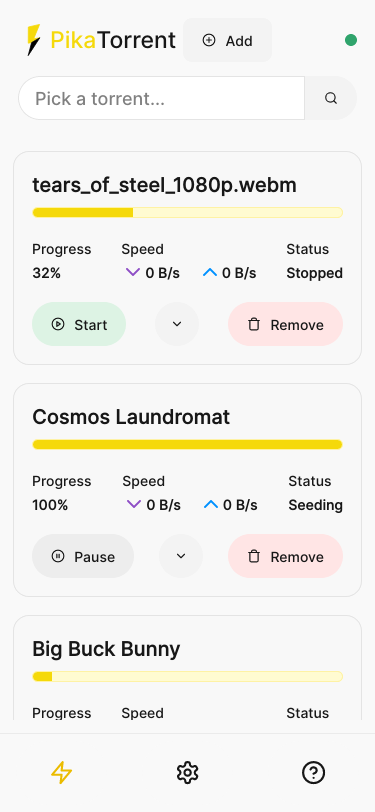 PikaTorrent Add
Pick a torrent...
tears_of_steel_1080p.webm
Progress Speed Status
32% 0 B/s 0 B/s Stopped
Start Remove
Cosmos Laundromat
Progress Speed Status
100% 0 B/s 0 B/s Seeding
Pause Remove
Big Buck Bunny
Progress Speed Status